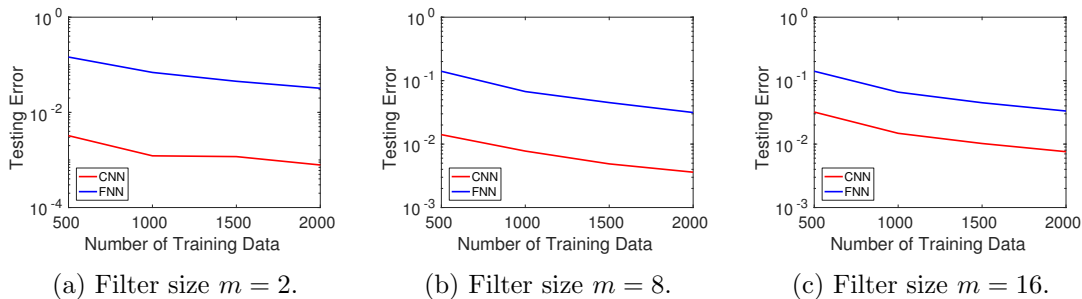 10^0
10^-2
10^-4
Testing Error
CNN
FNN
500 1000 1500 2000
Number of Training Data
(a) Filter size m = 2.
10^0
10^-1
10^-2
10^-3
Testing Error
CNN
FNN
500 1000 1500 2000
Number of Training Data
(b) Filter size m = 8.
10^0
10^-1
10^-2
10^-3
Testing Error
CNN
FNN
500 1000 1500 2000
Number of Training Data
(c) Filter size m = 16.